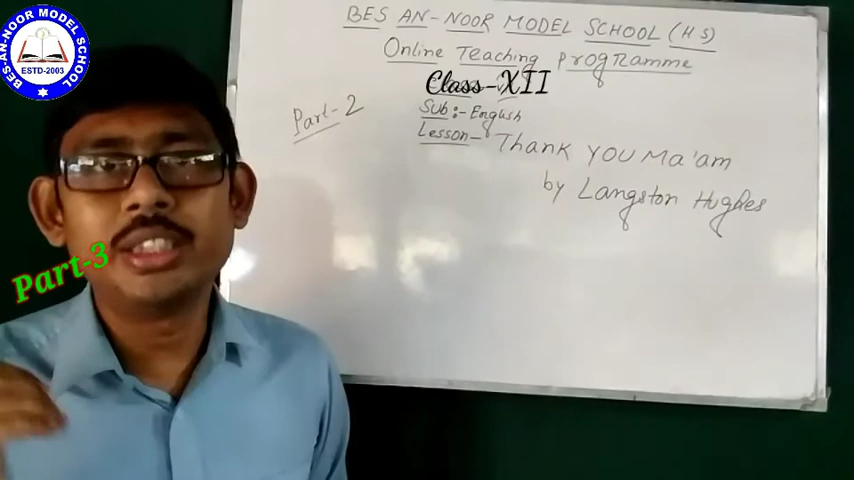 BES-AN-NOOR MODEL SCHOOL
ESTD-2003
BES AN-NOOR MODEL SCHOOL (HS)
Online Teaching Programme
Class-XII
Part-2
Sub:- English
Lesson- Thank YOU Ma'am
by Langston Hughes
Part-3